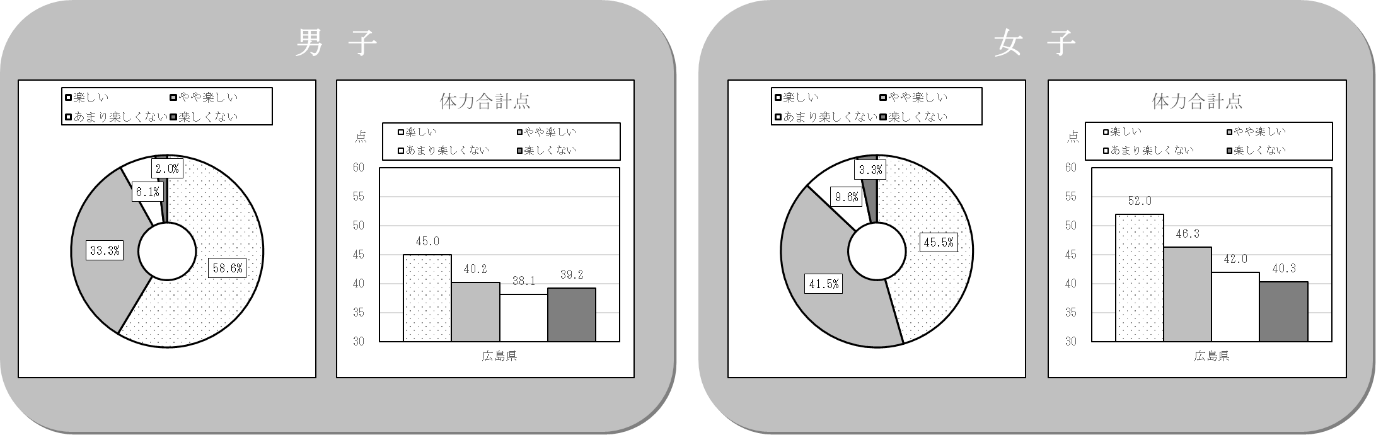 男 子
楽しい やや楽しい
あまり楽しくない 楽しくない
2.0%
6.1%
33.3%
58.6%
体力合計点
点
楽しい やや楽しい
あまり楽しくない 楽しくない
60
55
50
45
40
35
30
45.0
40.2
38.1
39.2
広島県
女 子
楽しい やや楽しい
あまり楽しくない 楽しくない
3.3%
9.6%
45.5%
41.5%
体力合計点
点
楽しい やや楽しい
あまり楽しくない 楽しくない
60
55
50
45
40
35
30
52.0
46.3
42.0
40.3
広島県